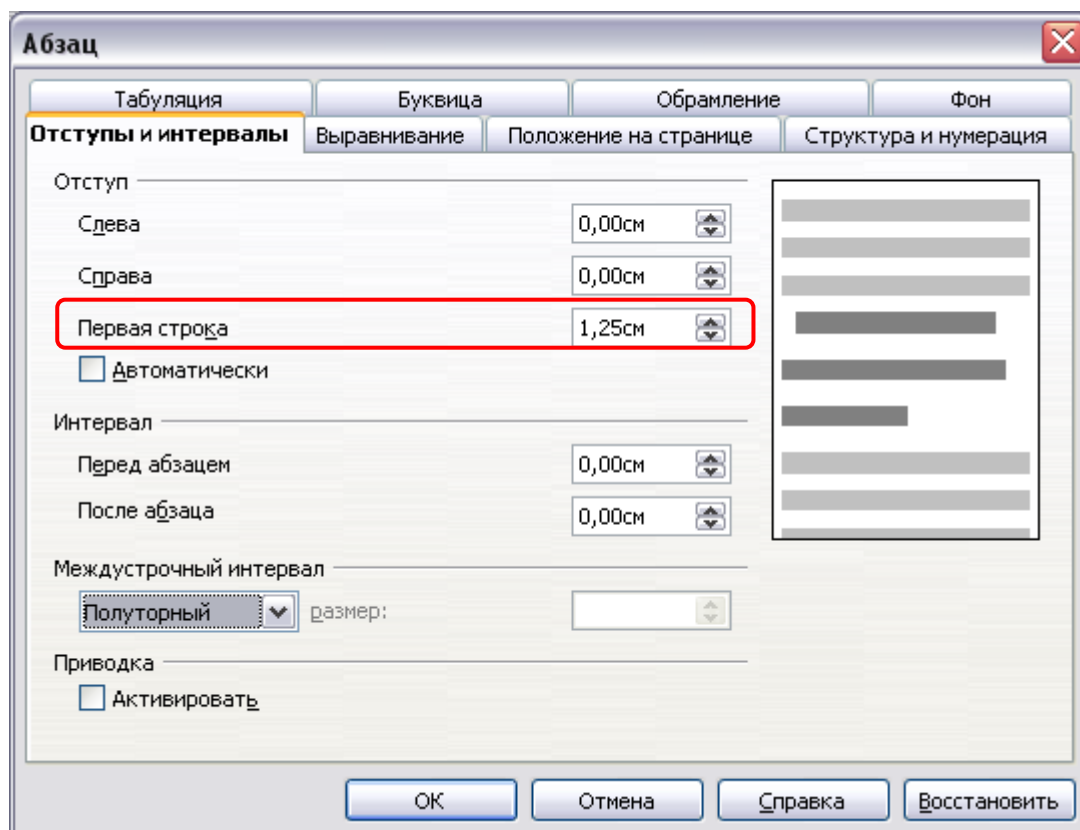 Абзац
Табуляция Буквица Обрамление Фон
Отступы и интервалы Выравнивание Положение на странице Структура и нумерация
Отступ
Слева 0,00см
Справа 0,00см
Первая строка 1,25см
Автоматически
Интервал
Перед абзацем 0,00см
После абзаца 0,00см
Междустрочный интервал
Полуторный размер:
Приводка
Активировать
ОК Отмена Справка Восстановить